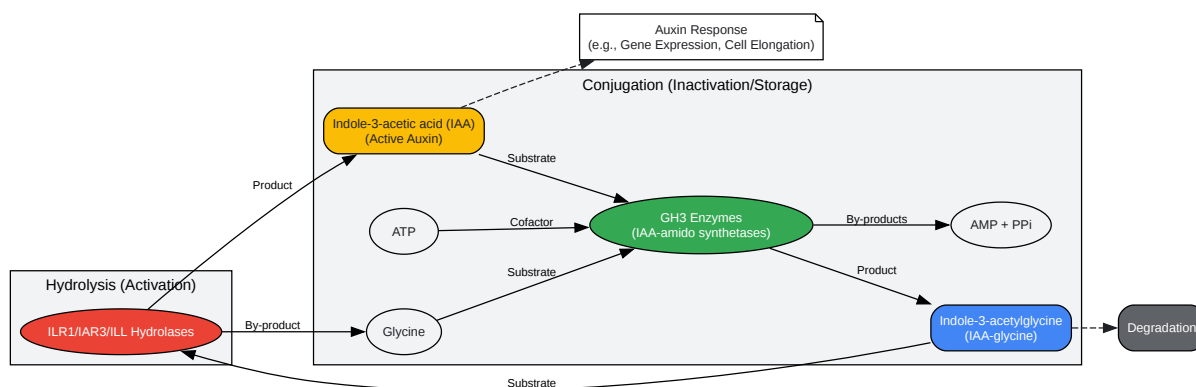 Auxin Response
(e.g., Gene Expression, Cell Elongation)
Conjugation (Inactivation/Storage)
Indole-3-acetic acid (IAA)
(Active Auxin)
Substrate
Product
ATP
Cofactor
GH3 Enzymes
(IAA-amido synthetases)
By-products
AMP + PPi
Substrate
Product
Hydrolysis (Activation)
ILR1/IAR3/ILL Hydrolases
By-product
Glycine
Indole-3-acetylglycine
(IAA-glycine)
Degradation
Substrate